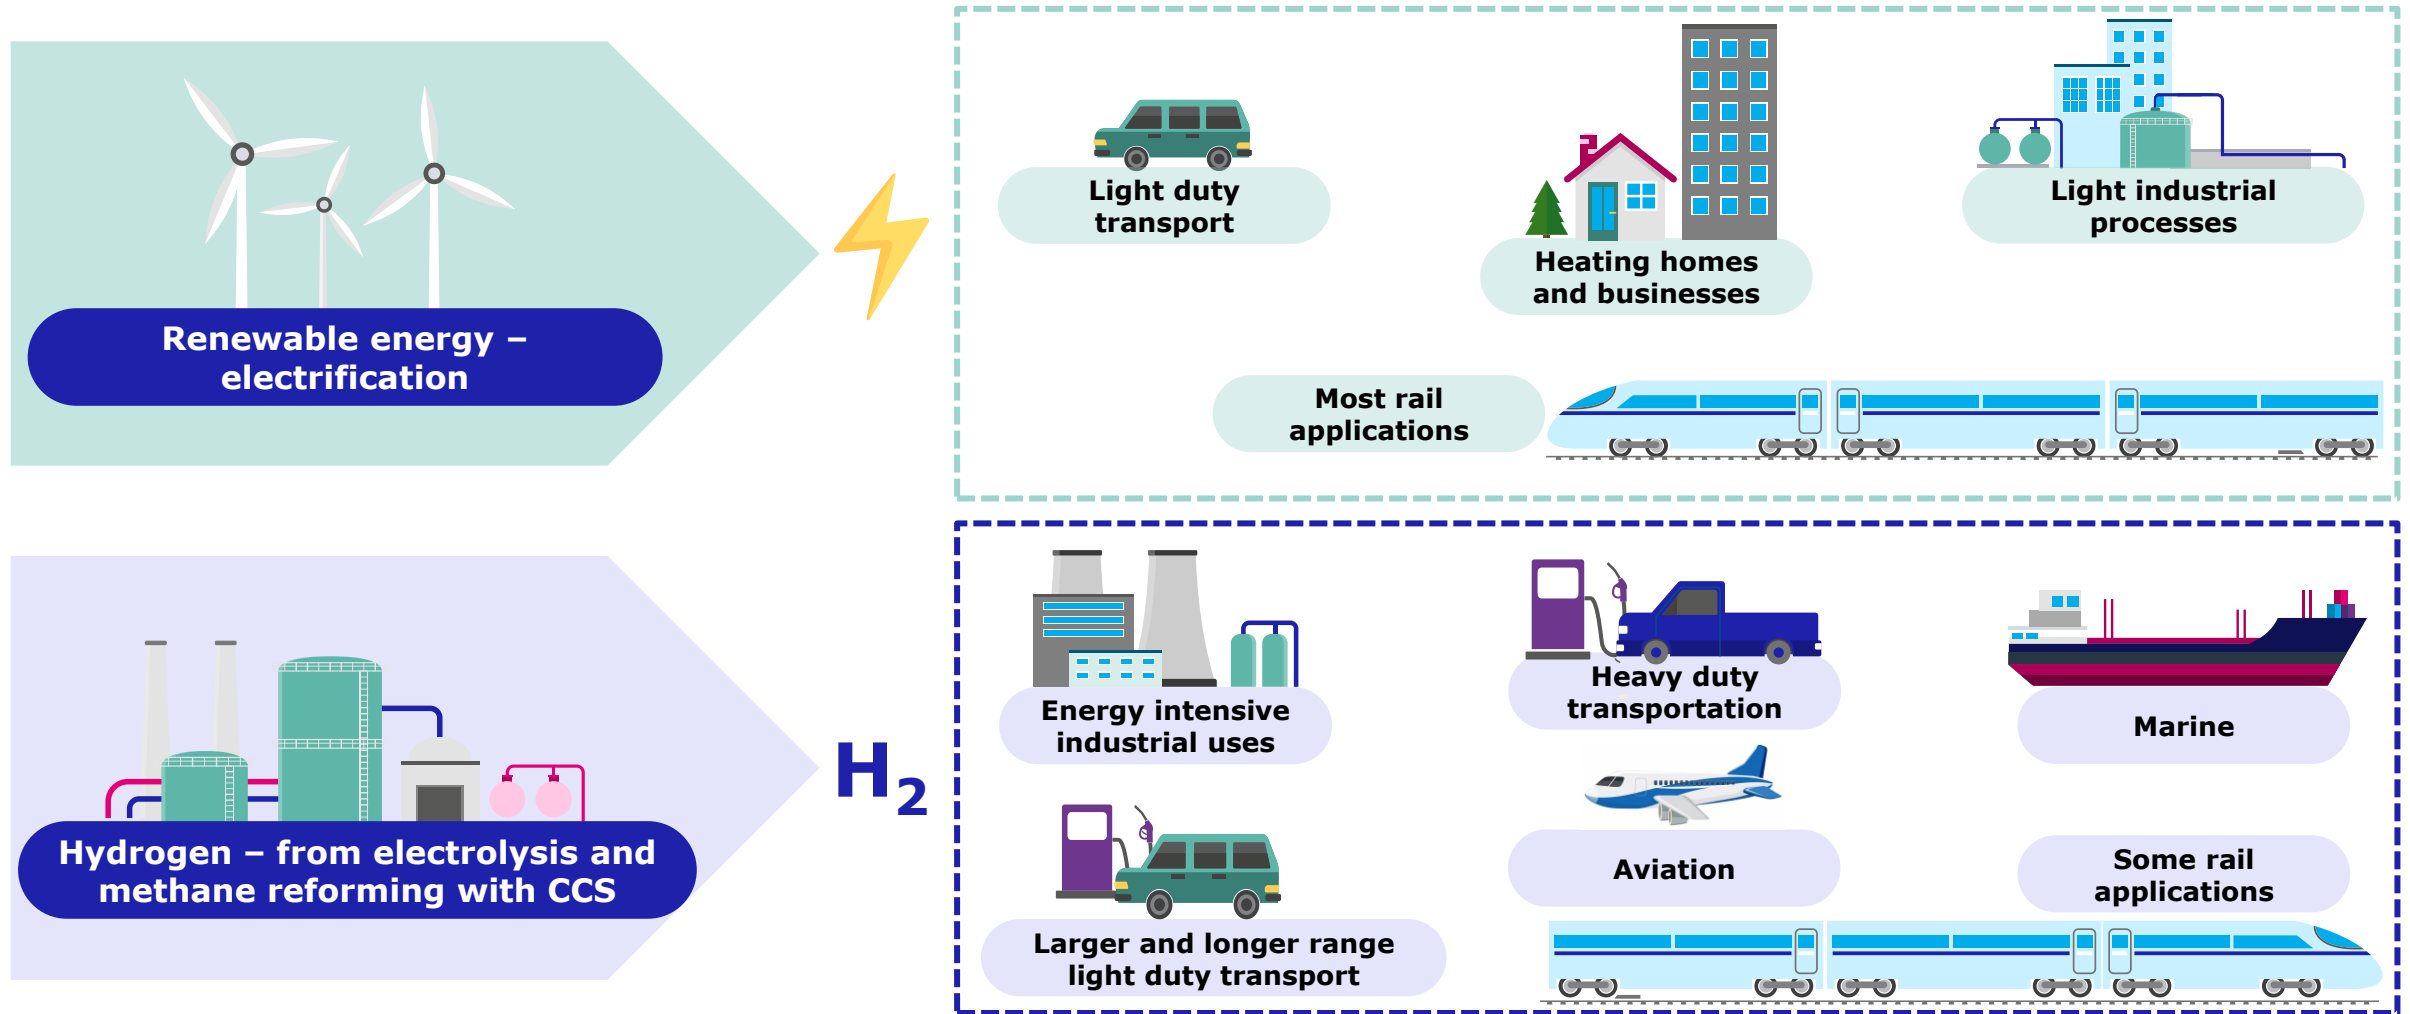 Renewable energy –
electrification
Light duty
transport
Heating homes
and businesses
Light industrial
processes
Most rail
applications
Hydrogen – from electrolysis and
methane reforming with CCS
H2
Energy intensive
industrial uses
Heavy duty
transportation
Marine
Larger and longer range
light duty transport
Aviation
Some rail
applications